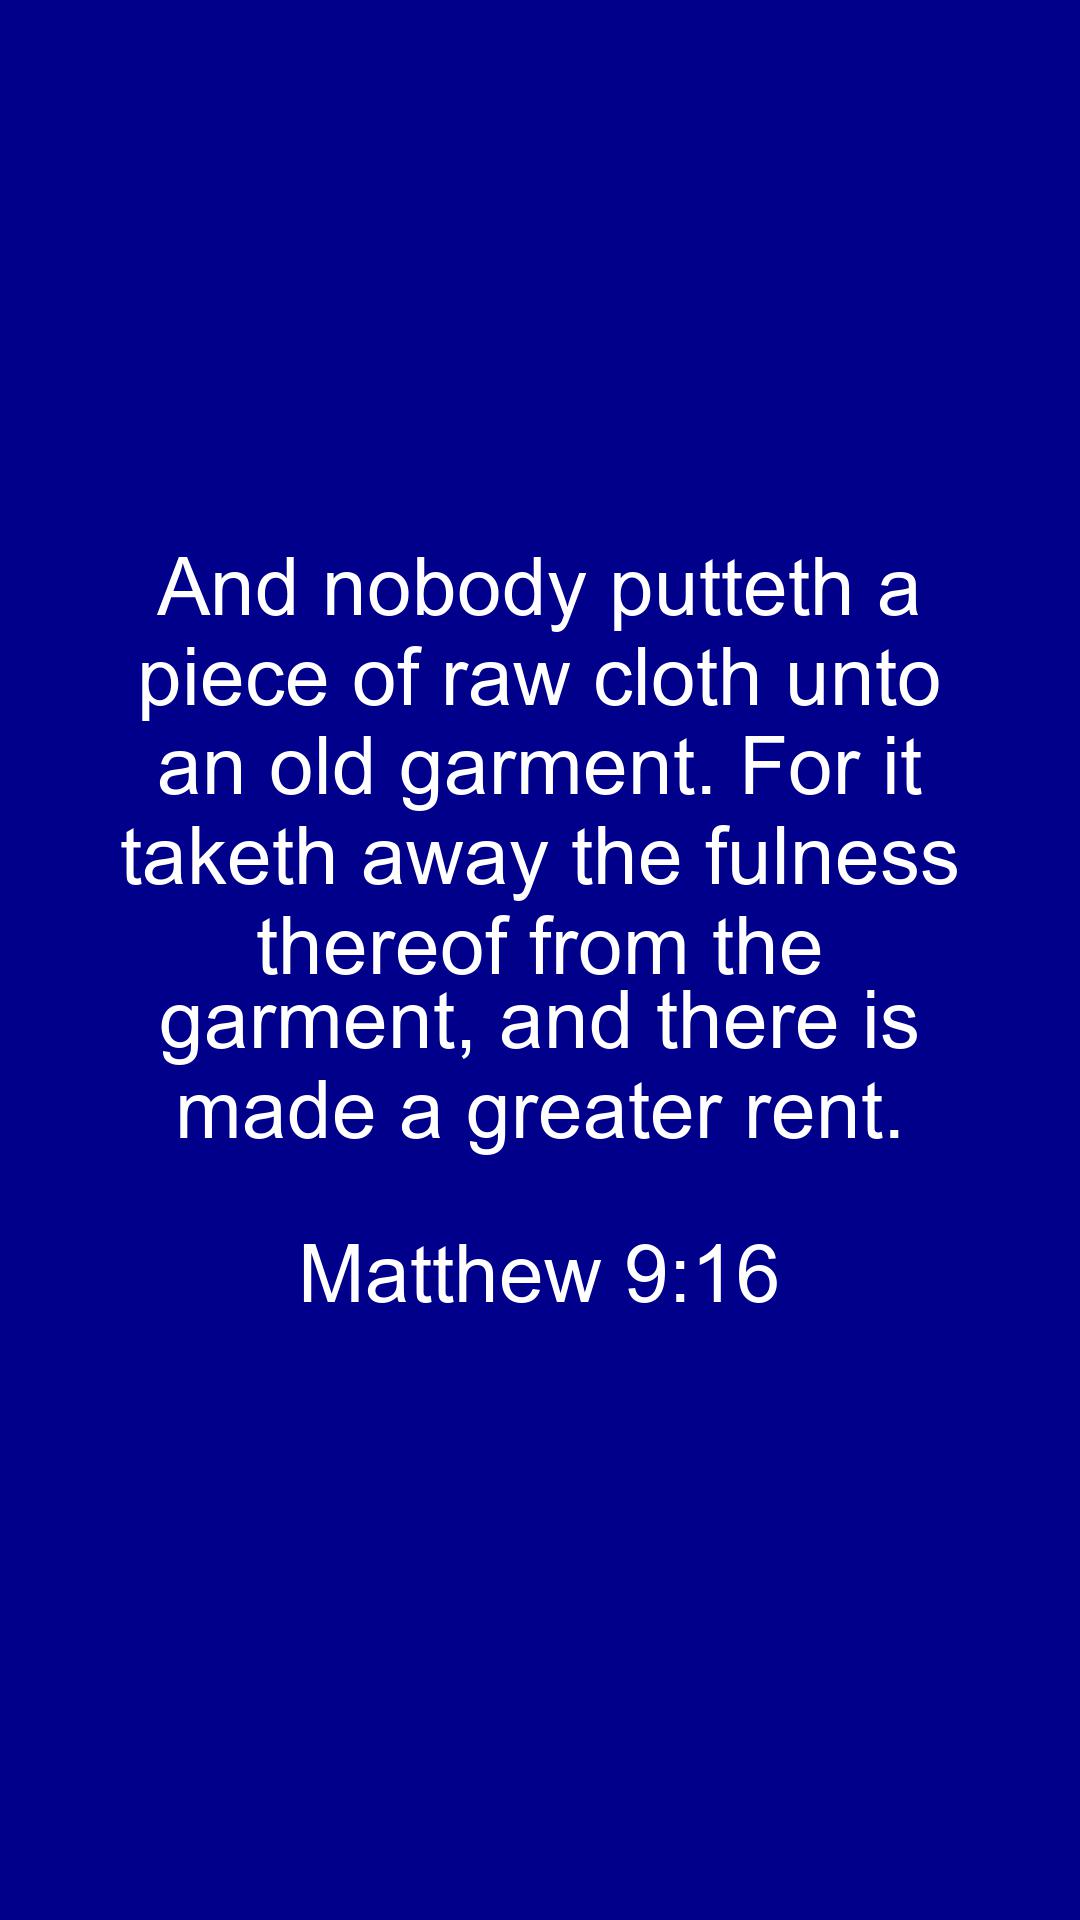 And nobody putteth a
piece of raw cloth unto
an old garment. For it
taketh away the fulness
thereof from the
garment, and there is
made a greater rent.
Matthew 9:16